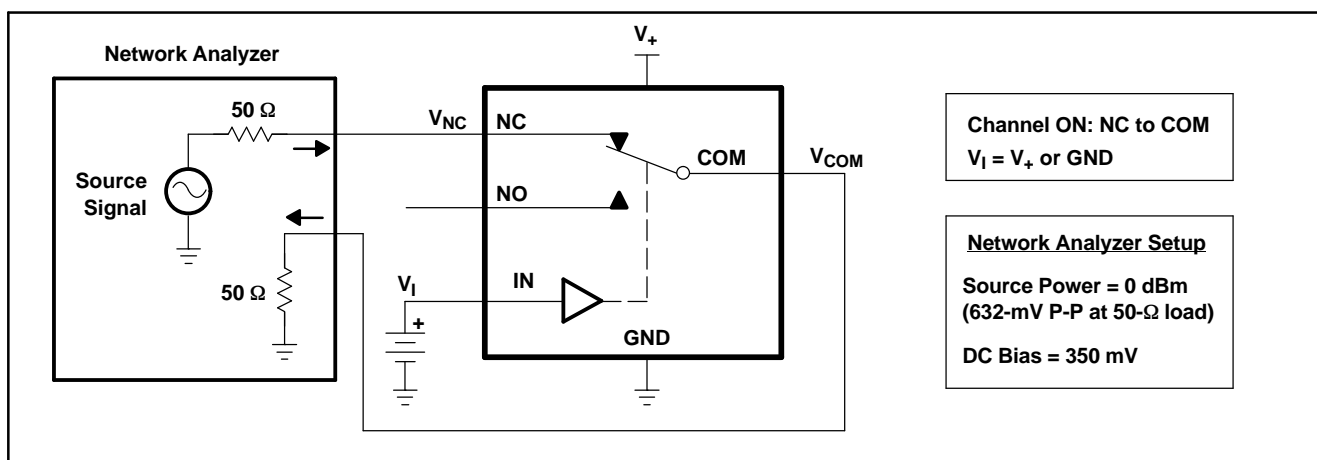 Network Analyzer
50 Ω
Source
Signal
50 Ω
V+
VNC
NC
COM
VCOM
NO
VI
IN
+
GND
Channel ON: NC to COM
VI = V+ or GND
Network Analyzer Setup
Source Power = 0 dBm
(632-mV P-P at 50-Ω load)
DC Bias = 350 mV